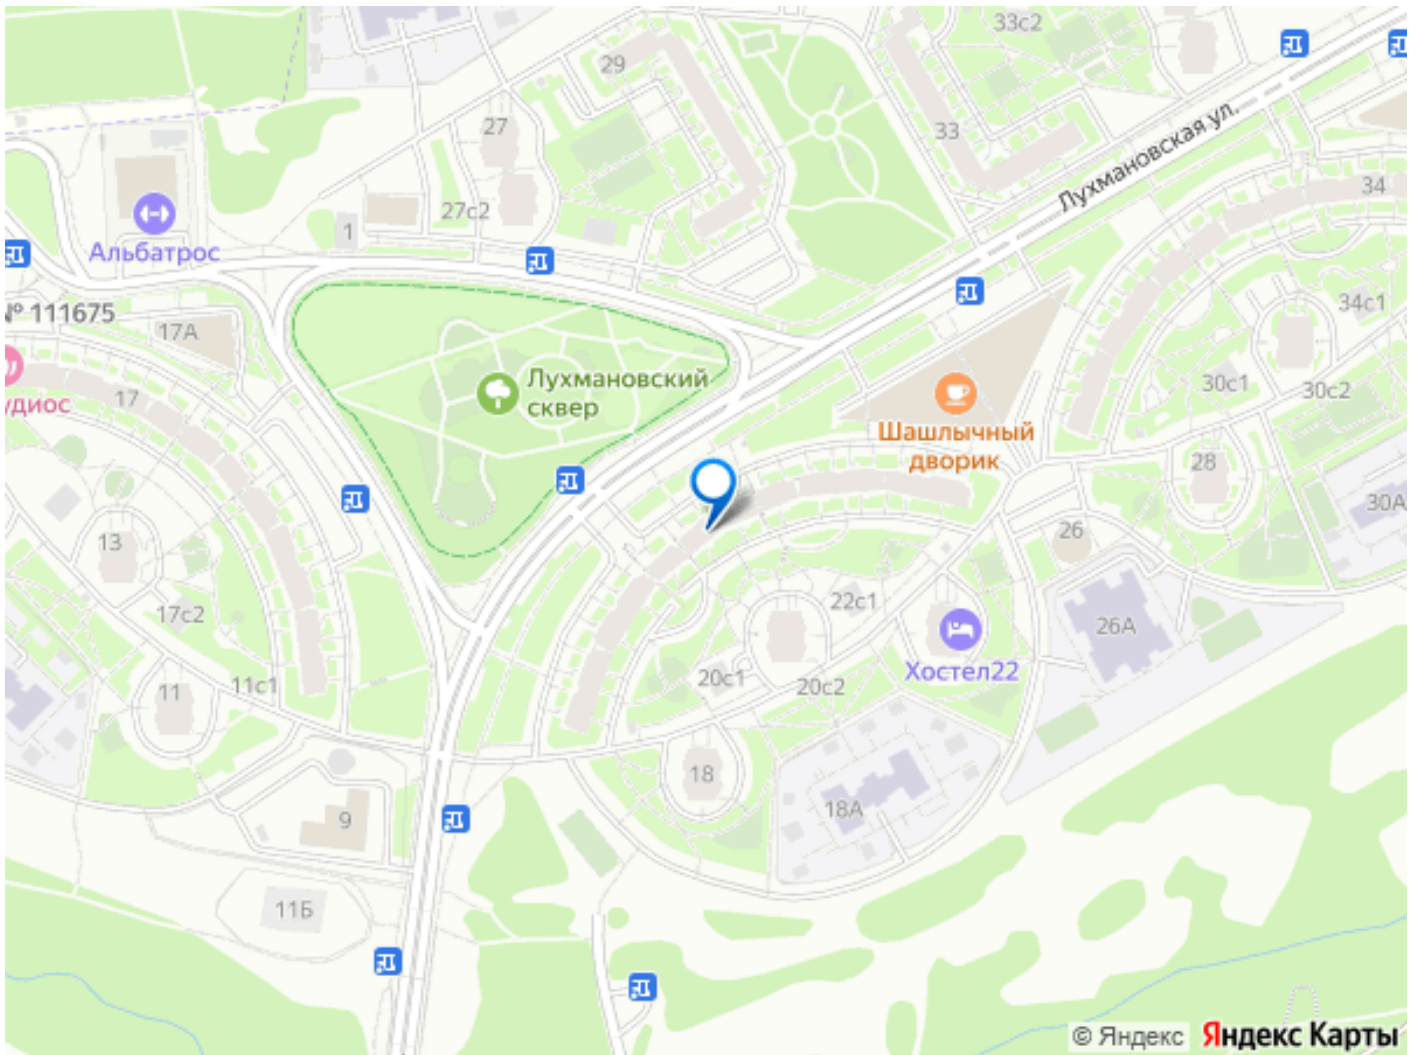 33с2
29
27
33
Лухмановская ул.
34
27с2
1
Альбатрос
№ 111675
17А
34с1
Лухмановский
сквер
30с1
30с2
17
удиос
Шашлычный
дворик
28
30А
13
26
22с1
17с2
26А
Хостел22
11
11с1
20с1
20с2
18
18А
9
11Б
© Яндекс Яндекс Карты